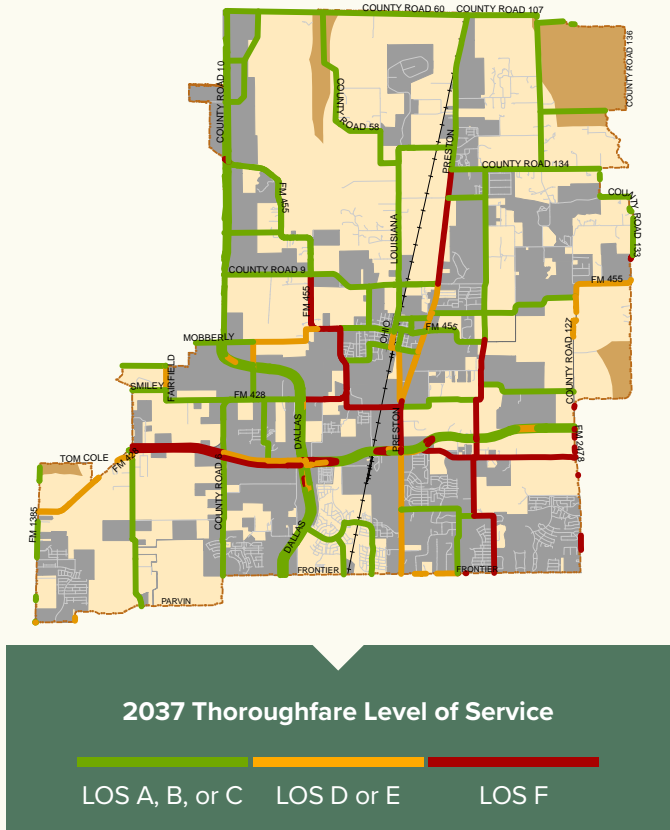 COUNTY ROAD 60
COUNTY ROAD 107
COUNTY ROAD 136
COUNTY ROAD 10
COUNTY ROAD 58
PRESTON
COUNTY ROAD 134
FM 455
COUNTY ROAD 133
LOUISIANA
COUNTY ROAD 9
FM 455
FM 455
OHIO
FM 455
COUNTY ROAD 122
MOBBERLY
FAIRFIELD
SMILEY
FM 428
DALLAS
PRESTON
FM 2478
TOM COLE
FM 428
COUNTY ROAD
FM 1385
DALLAS
FRONTIER
FRONTIER
PARVIN
2037 Thoroughfare Level of Service
LOS A, B, or C
LOS D or E
LOS F